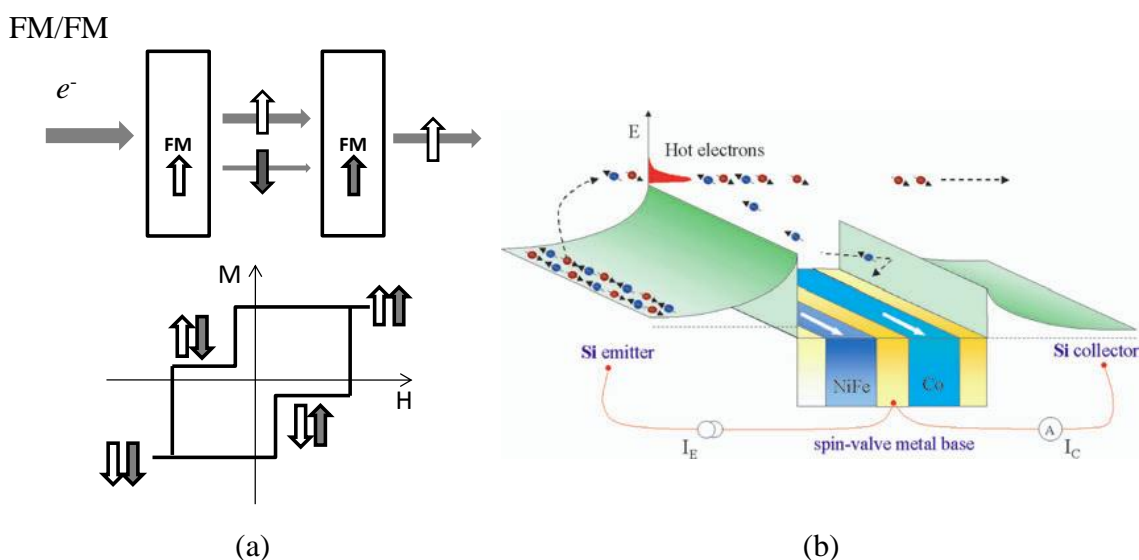 FM/FM
e-
FM
FM
M
H
(a)
E
Hot electrons
Si emitter
Si collector
NiFe
Co
A
IE
spin-valve metal base
IC
(b)